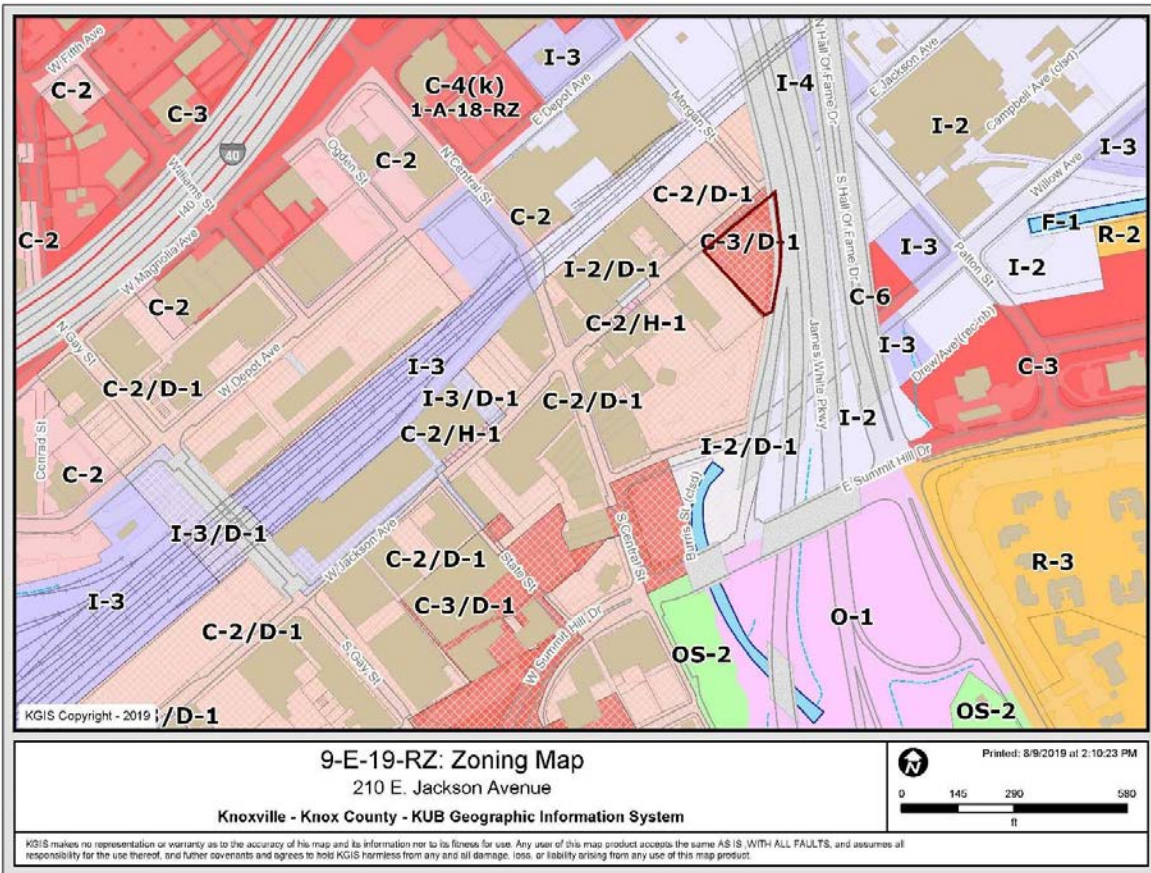 W Fifth Ave
C-2
C-3
C-4(k)
1-A-18-RZ
I-3
E Depot Ave
Morgan St
N Hall Of Fame Dr
I-4
E Jackson Ave
Campbell Ave (clsd)
I-2
I-3
Willow Ave
40
Williams St
I40
Ogden St
C-2
N Central St
C-2
C-2/D-1
C-3/D-1
S Hall Of Fame Dr
F-1
R-2
I-3
Patton St
I-2
C-2
W Magnolia Ave
I-2/D-1
C-6
C-2
C-2/H-1
I-3
Drew Ave (rec-nb)
N Gay St
W Depot Ave
I-3
James White Pkwy
C-3
C-2/D-1
I-3/D-1
C-2/D-1
C-2/H-1
I-2
Conrad St
C-2
I-2/D-1
E Summit Hill Dr
Burns St (clsd)
I-3/D-1
W Jackson Ave
S Central St
C-2/D-1
State St
R-3
I-3
C-3/D-1
O-1
C-2/D-1
W Summit Hill Dr
S Gay St
OS-2
OS-2
KGIS Copyright - 2019
/D-1
9-E-19-RZ: Zoning Map
210 E. Jackson Avenue
Knoxville - Knox County - KUB Geographic Information System
N
Printed: 8/9/2019 at 2:10:23 PM
0 145 290 580
ft
KGIS makes no representation or warranty as to the accuracy of his map and its information nor to its fitness for use. Any user of this map product accepts the same AS IS ,WITH ALL FAULTS, and assumes all
responsibility for the use thereof, and futher covenants and agrees to hold KGIS harmless from any and all damage, loss, or liability arising from any use of this map product.